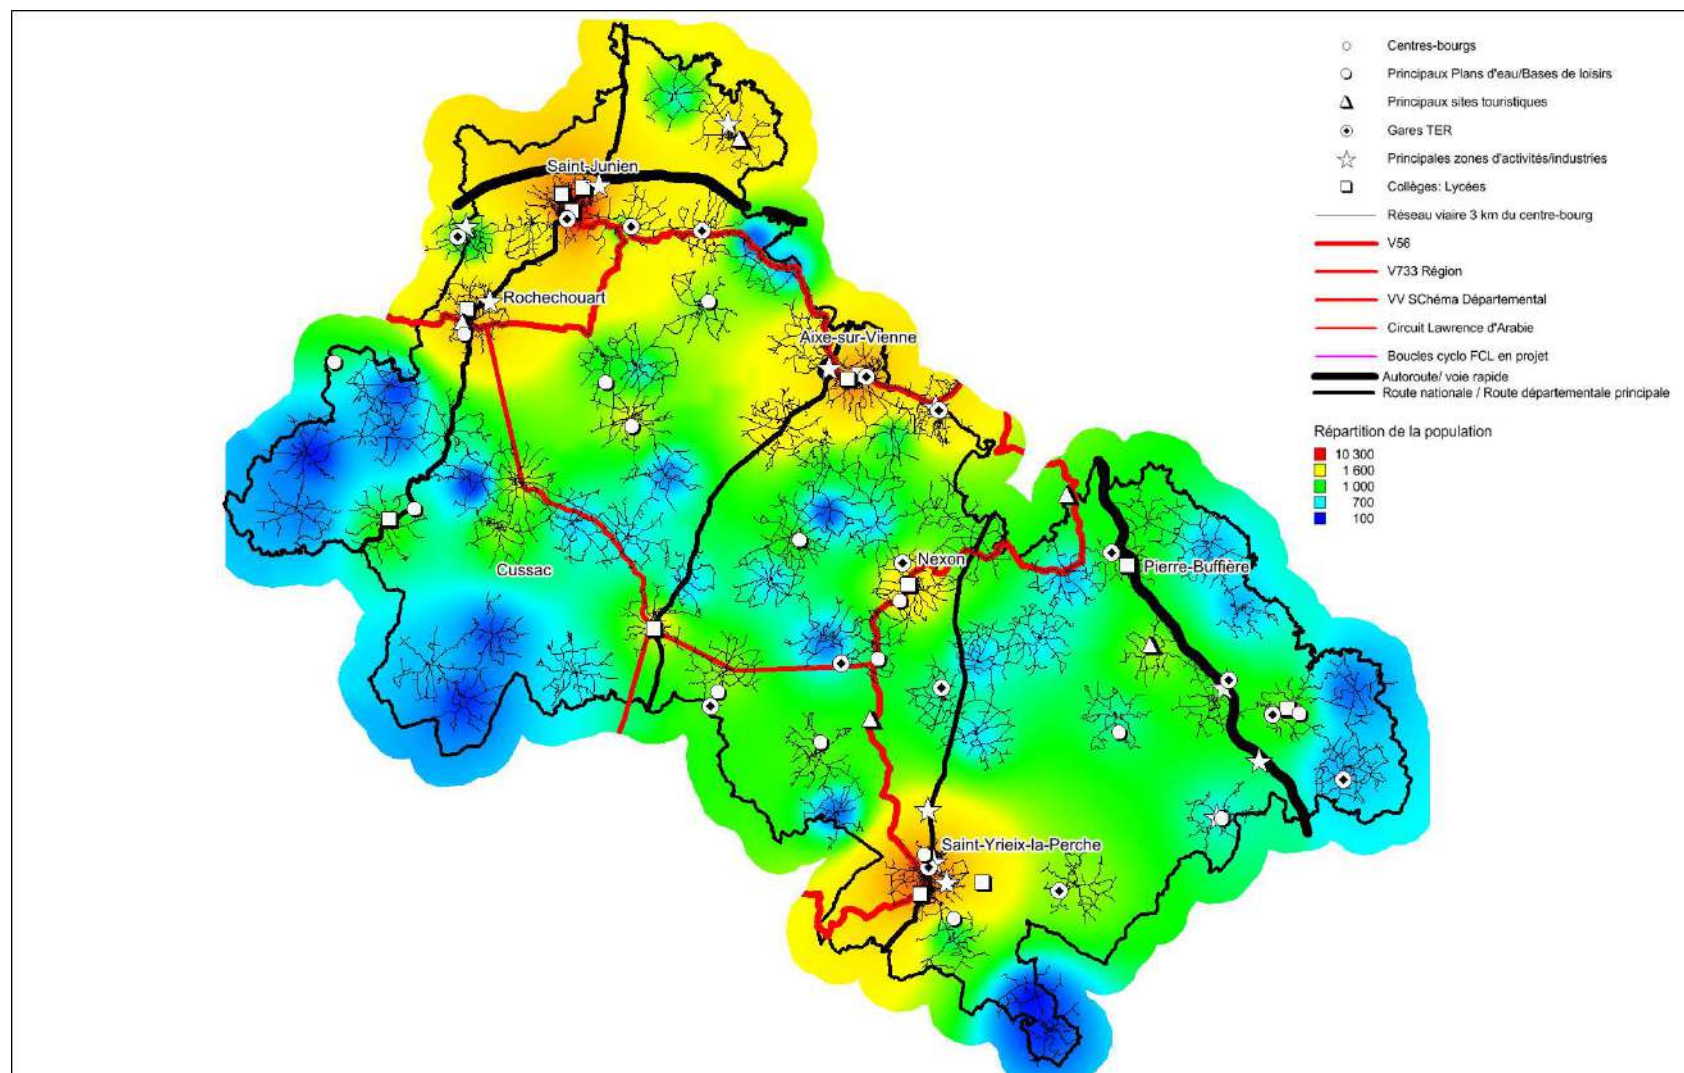 Centres-bourgs
Principaux Plans d'eau/Bases de loisirs
Principaux sites touristiques
Gares TER
Principales zones d'activités/industries
Collèges: Lycées
Réseau viaire 3 km du centre-bourg
V56
V733 Région
VV SChéma Départemental
Circuit Lawrence d'Arabie
Boucles cyclo FCL en projet
Autoroute/ voie rapide
Route nationale / Route départementale principale
Répartition de la population
10 300
1 600
1 000
700
100
Saint-Junien
Rochechouart
Aixe-sur-Vienne
Cussac
Nexon
Pierre-Buffière
Saint-Yrieix-la-Perche